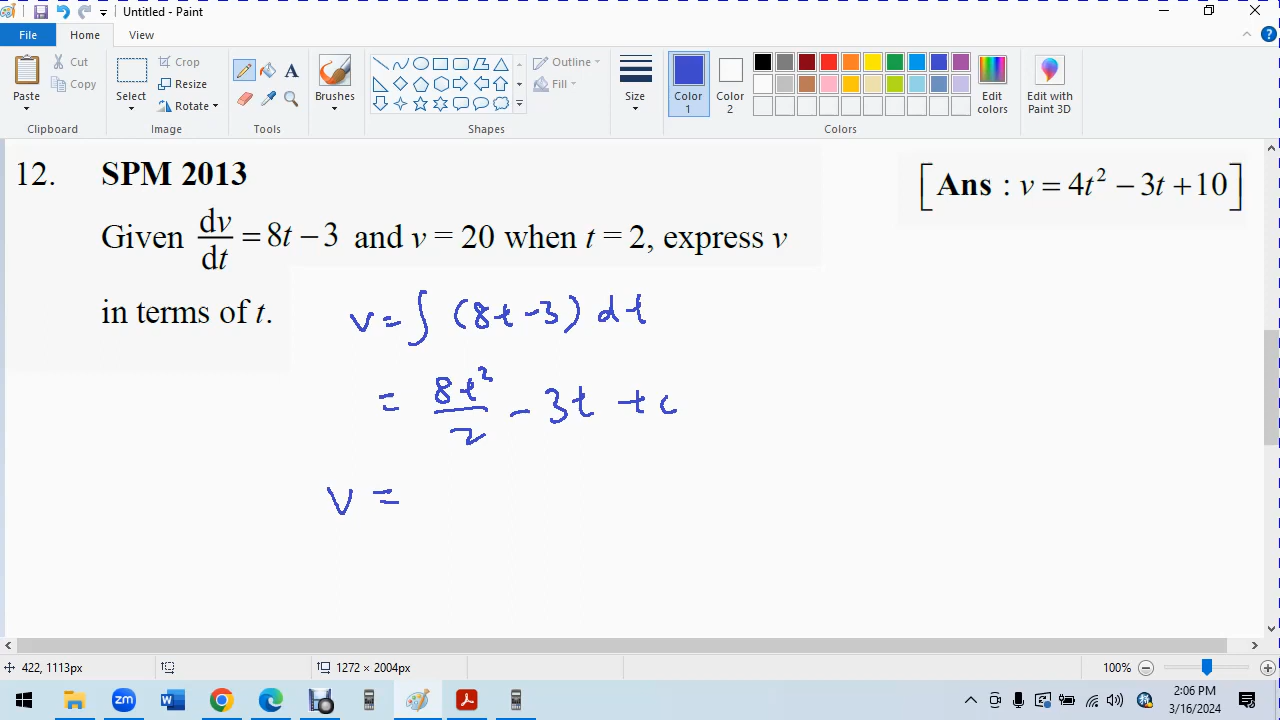 Untitled - Paint
File Home View
Paste Cut Copy Select Crop Resize Rotate A Brushes Outline Fill Size Color 1 Color 2 Edit colors Edit with Paint 3D
Clipboard Image Tools Shapes Colors
12. SPM 2013 [Ans : v = 4t² − 3t + 10]
Given dv/dt = 8t − 3 and v = 20 when t = 2, express v
in terms of t.
v = ∫ (8t − 3) dt
= 8t²/2 − 3t + c
v =
422, 1113px 1272 × 2004px 100%
zm W
2:06 PM
3/16/2024